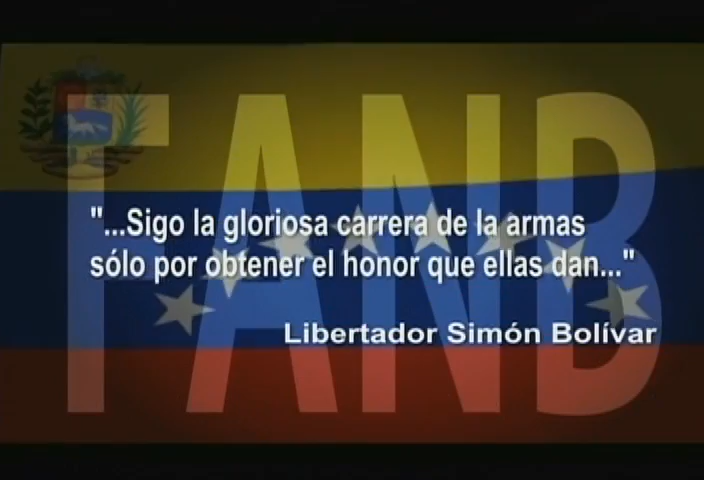 FANB
"...Sigo la gloriosa carrera de la armas
sólo por obtener el honor que ellas dan..."
Libertador Simón Bolívar